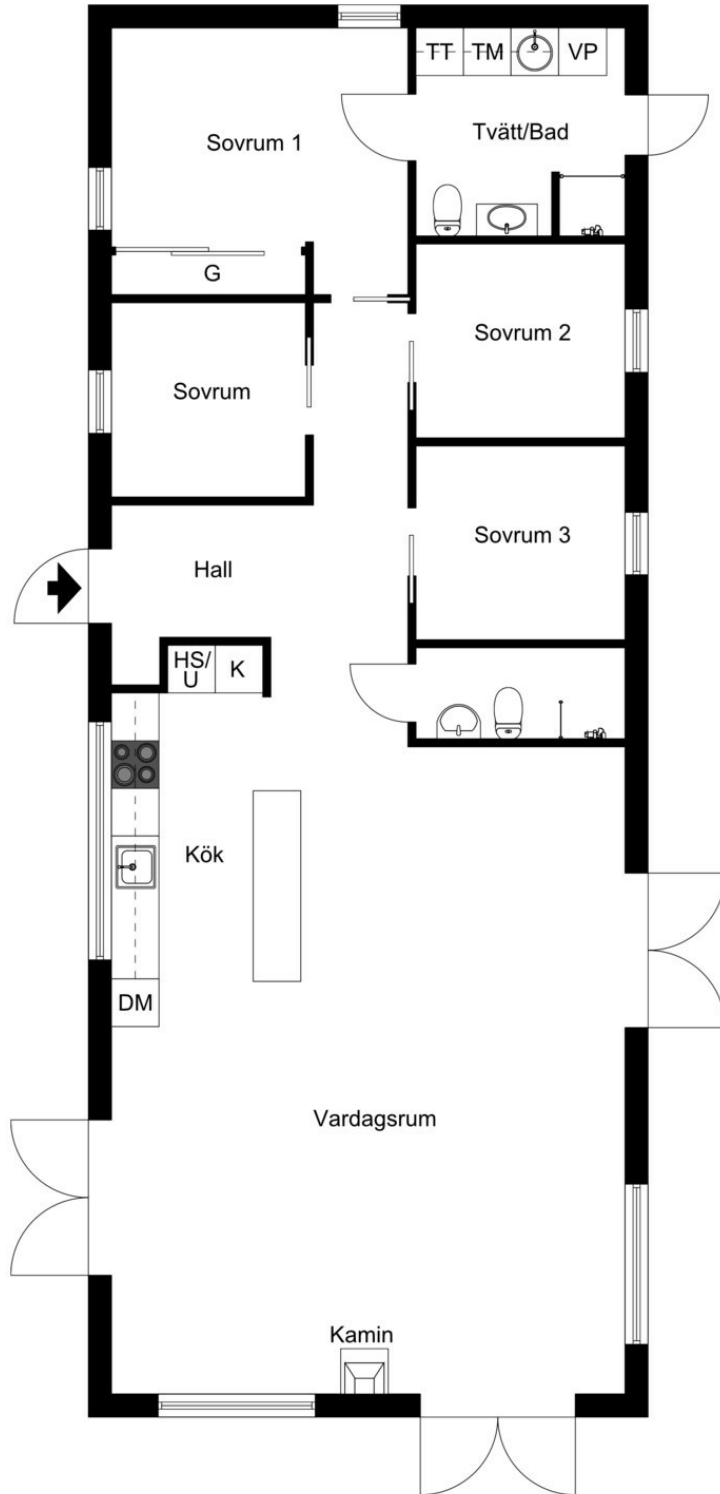 TT TM VP
Sovrum 1
Tvätt/Bad
G
Sovrum 2
Sovrum
Sovrum 3
Hall
HS/
U
K
Kök
DM
Vardagsrum
Kamin